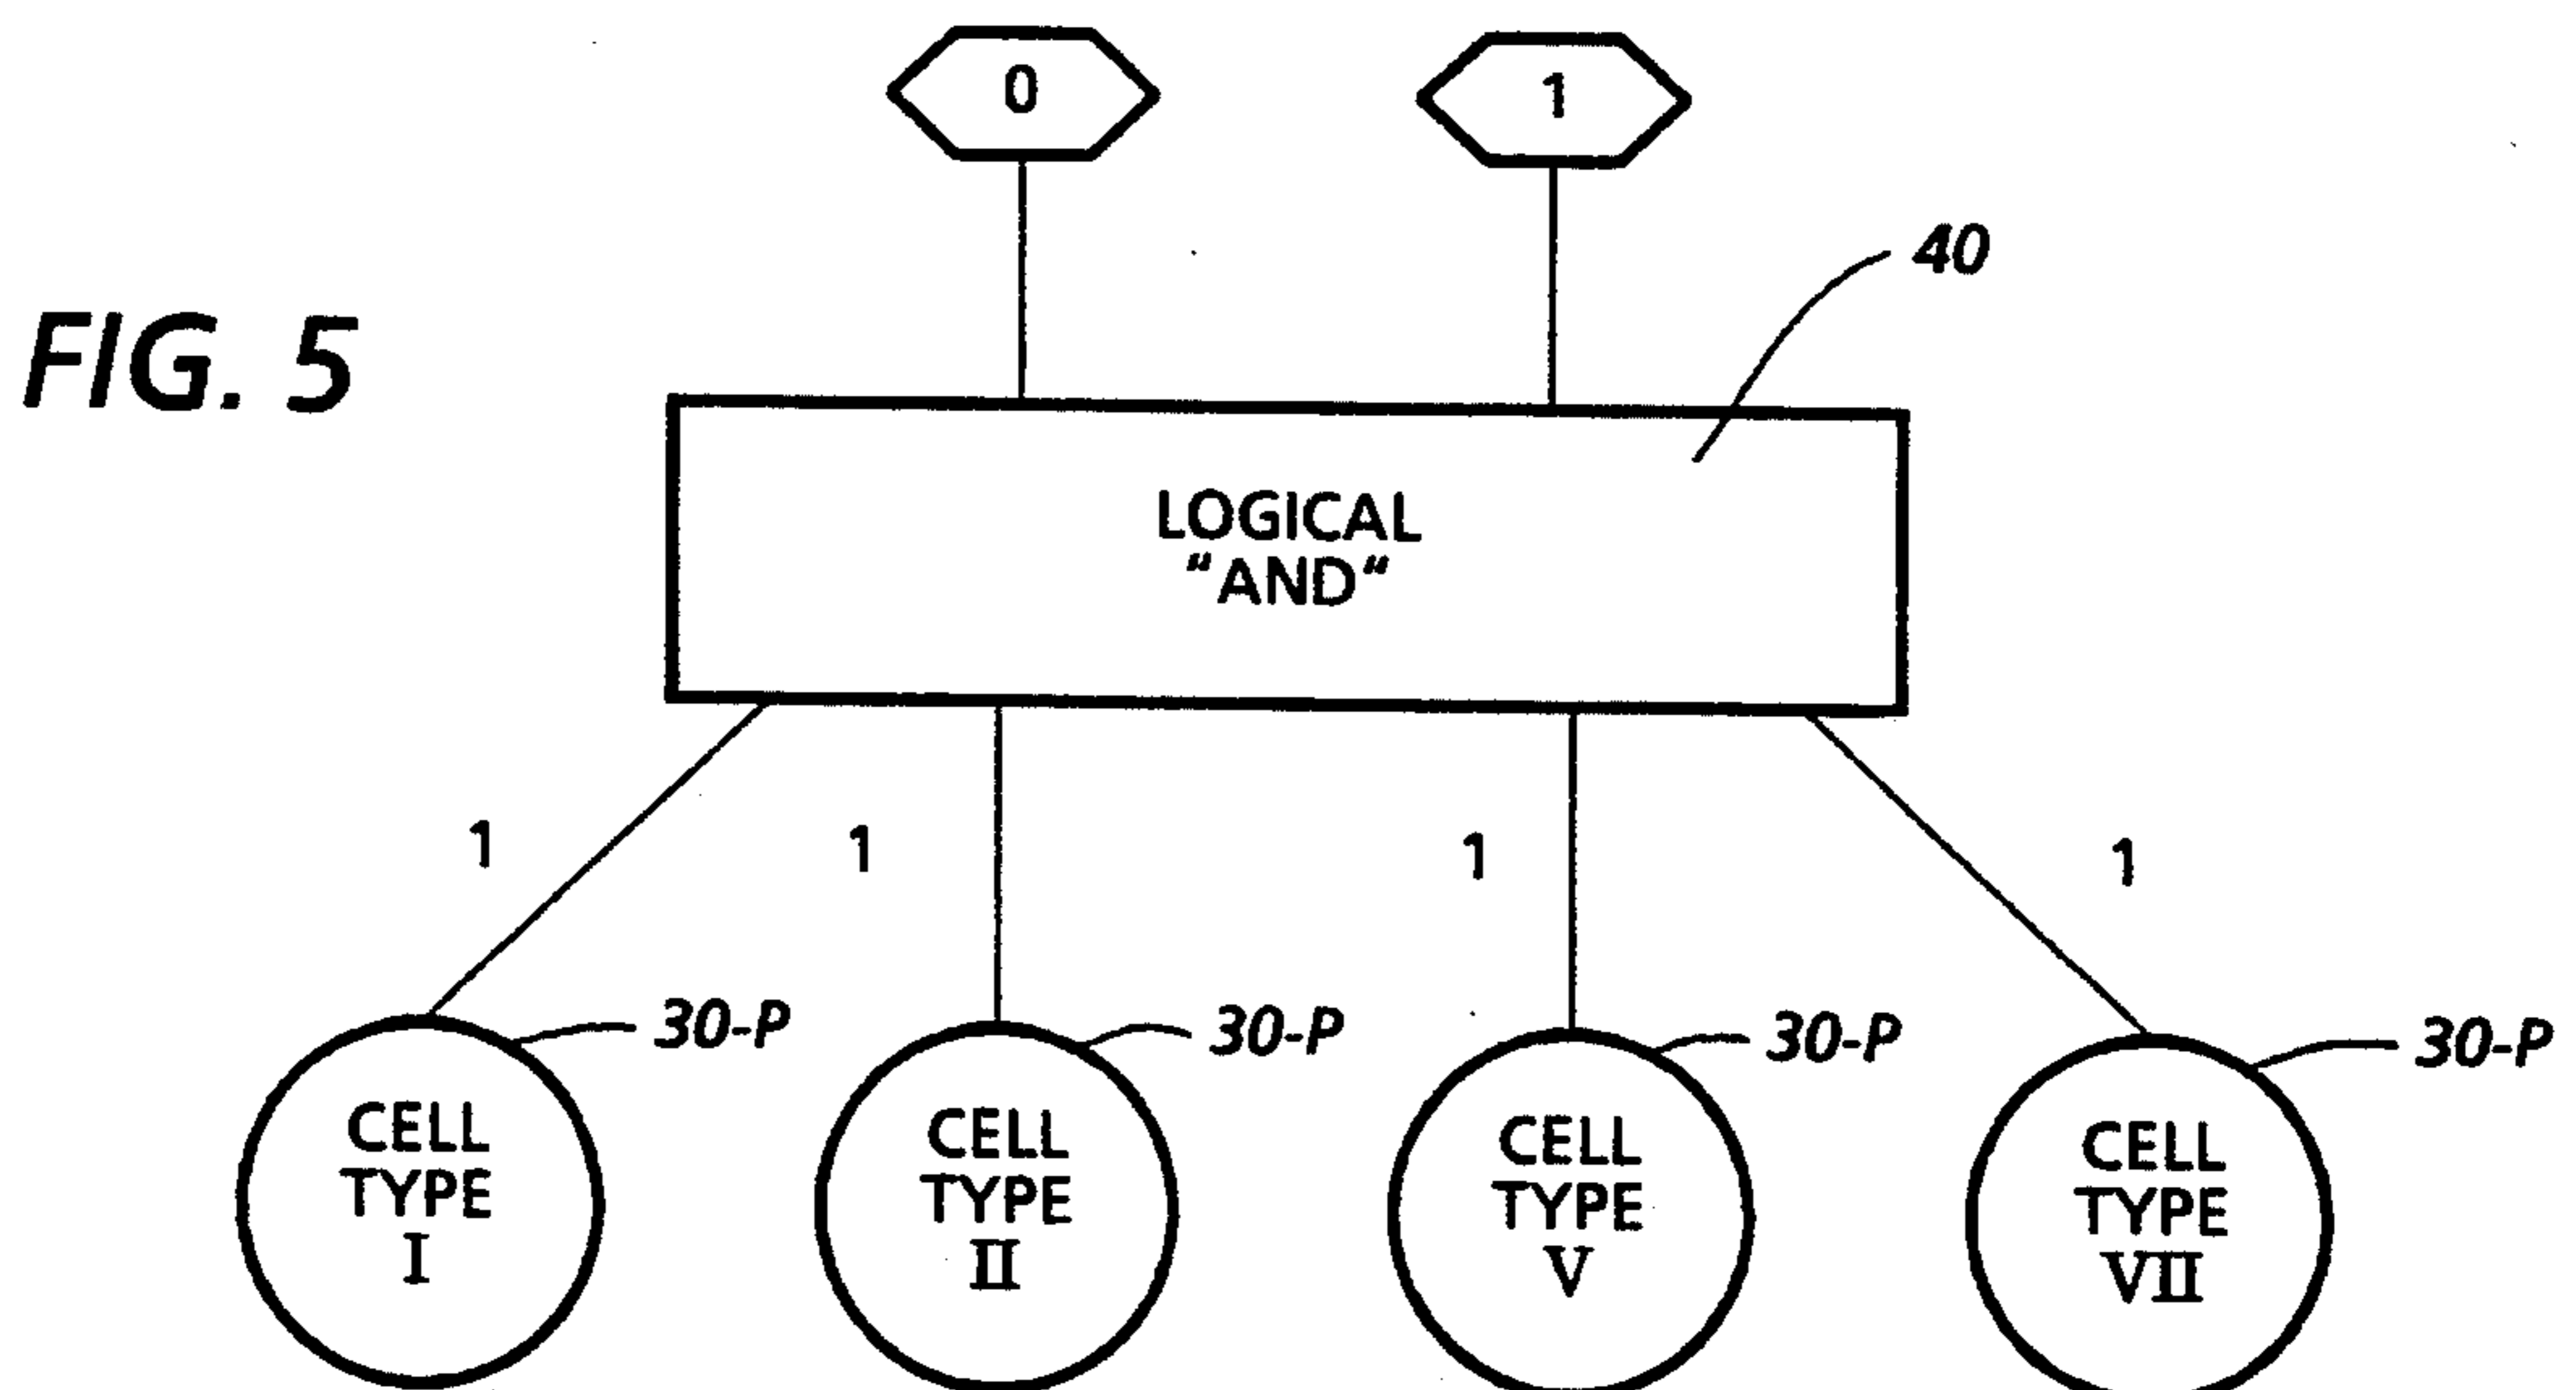 0
1
40
FIG. 5
LOGICAL
“AND“
1
1
1
1
30-P
30-P
30-P
30-P
CELL
TYPE
I
CELL
TYPE
II
CELL
TYPE
V
CELL
TYPE
VII